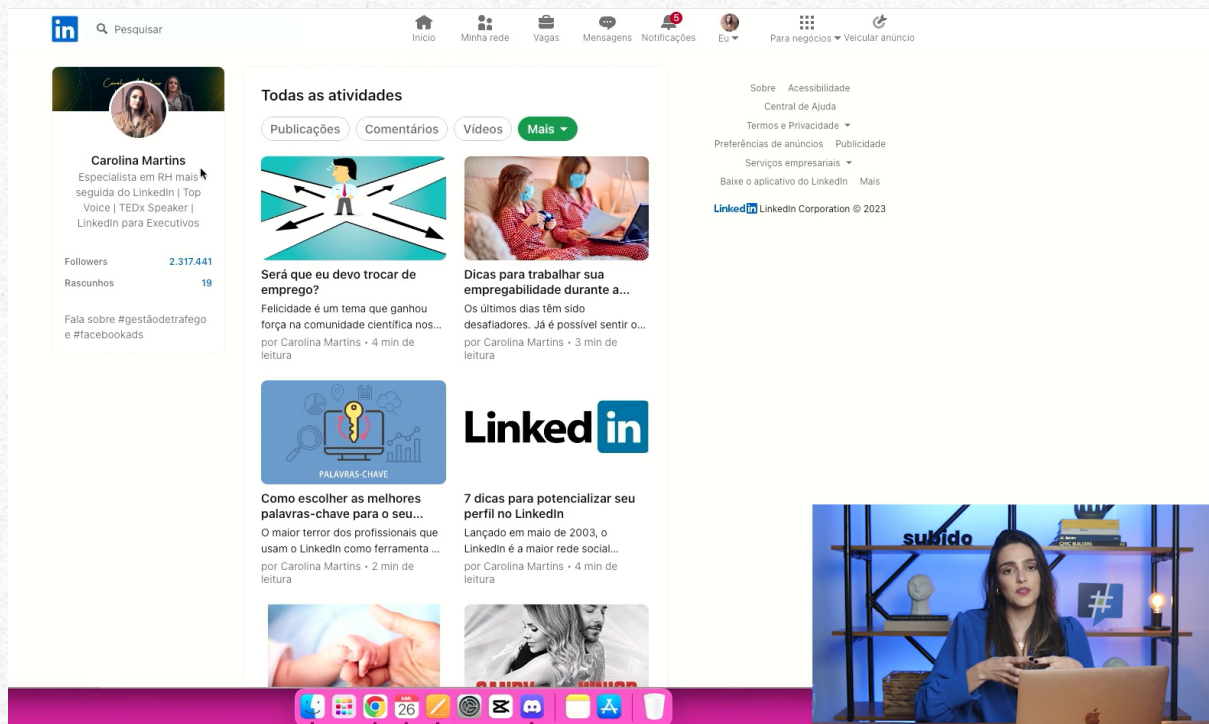 in
Pesquisar
Início
Minha rede
Vagas
Mensagens
5
Notificações
Eu
Para negócios
Veicular anúncio
Carolina Martins
Especialista em RH mais
seguida do LinkedIn | Top
Voice | TEDx Speaker |
LinkedIn para Executivos
Followers 2.317.441
Rascunhos 19
Fala sobre #gestãodetrafego
e #facebookads
Todas as atividades
Publicações
Comentários
Vídeos
Mais
Será que eu devo trocar de
emprego?
Felicidade é um tema que ganhou
força na comunidade científica nos...
por Carolina Martins • 4 min de
leitura
Dicas para trabalhar sua
empregabilidade durante a...
Os últimos dias têm sido
desafiadores. Já é possível sentir o...
por Carolina Martins • 3 min de
leitura
PALAVRAS-CHAVE
Como escolher as melhores
palavras-chave para o seu...
O maior terror dos profissionais que
usam o LinkedIn como ferramenta ...
por Carolina Martins • 2 min de
leitura
Linked in
7 dicas para potencializar seu
perfil no LinkedIn
Lançado em maio de 2003, o
LinkedIn é a maior rede social...
por Carolina Martins • 4 min de
leitura
Sobre Acessibilidade
Central de Ajuda
Termos e Privacidade
Preferências de anúncios Publicidade
Serviços empresariais
Baixe o aplicativo do LinkedIn Mais
Linked in LinkedIn Corporation © 2023
subido
#
26